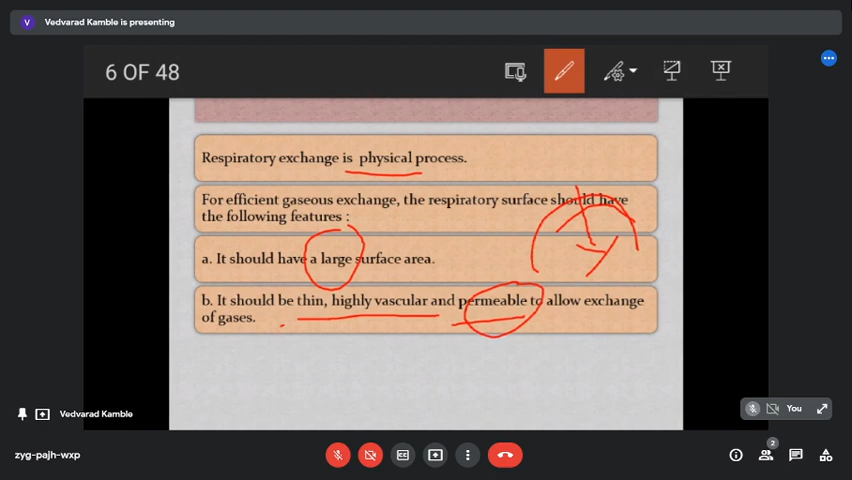 V Vedvarad Kamble is presenting
6 OF 48
Respiratory exchange is physical process.
For efficient gaseous exchange, the respiratory surface should have
the following features :
a. It should have a large surface area.
b. It should be thin, highly vascular and permeable to allow exchange
of gases.
Vedvarad Kamble
You
zyg-pajh-wxp
2